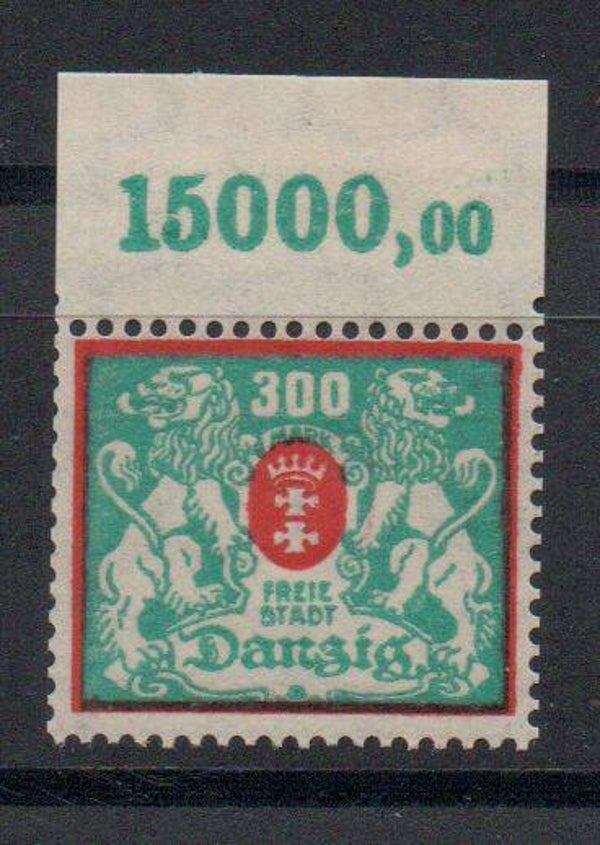 15000,00
300
MARK
FREIE
STADT
Danzig